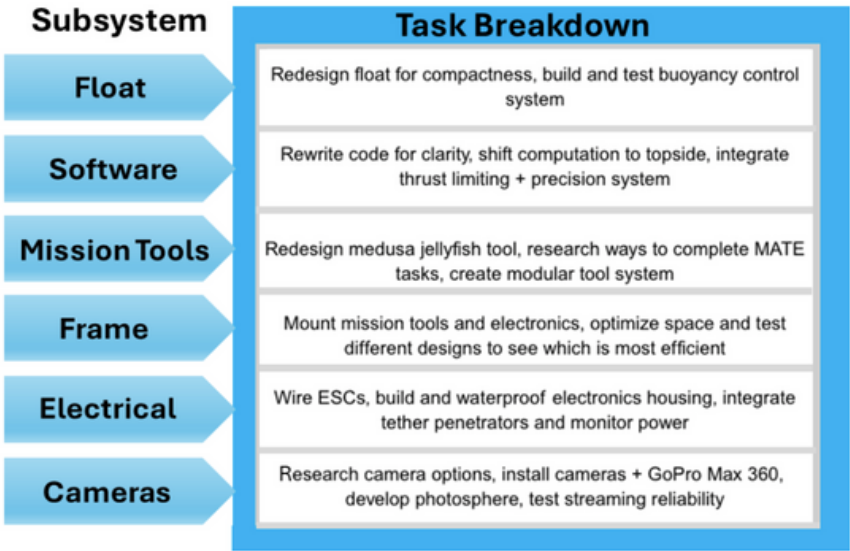 Subsystem
Task Breakdown
Float
Redesign float for compactness, build and test buoyancy control
system
Software
Rewrite code for clarity, shift computation to topside, integrate
thrust limiting + precision system
Mission Tools
Redesign medusa jellyfish tool, research ways to complete MATE
tasks, create modular tool system
Frame
Mount mission tools and electronics, optimize space and test
different designs to see which is most efficient
Electrical
Wire ESCs, build and waterproof electronics housing, integrate
tether penetrators and monitor power
Cameras
Research camera options, install cameras + GoPro Max 360,
develop photosphere, test streaming reliability